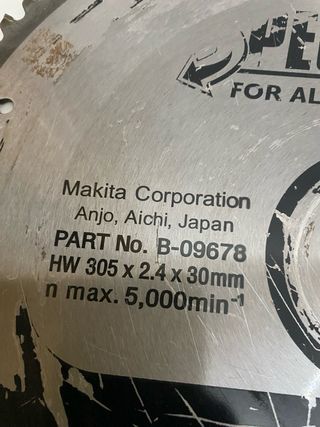 FOR AL
Makita Corporation
Anjo, Aichi, Japan
PART No. B-09678
HW 305 x 2.4 x 30mm
n max. 5,000min⁻¹